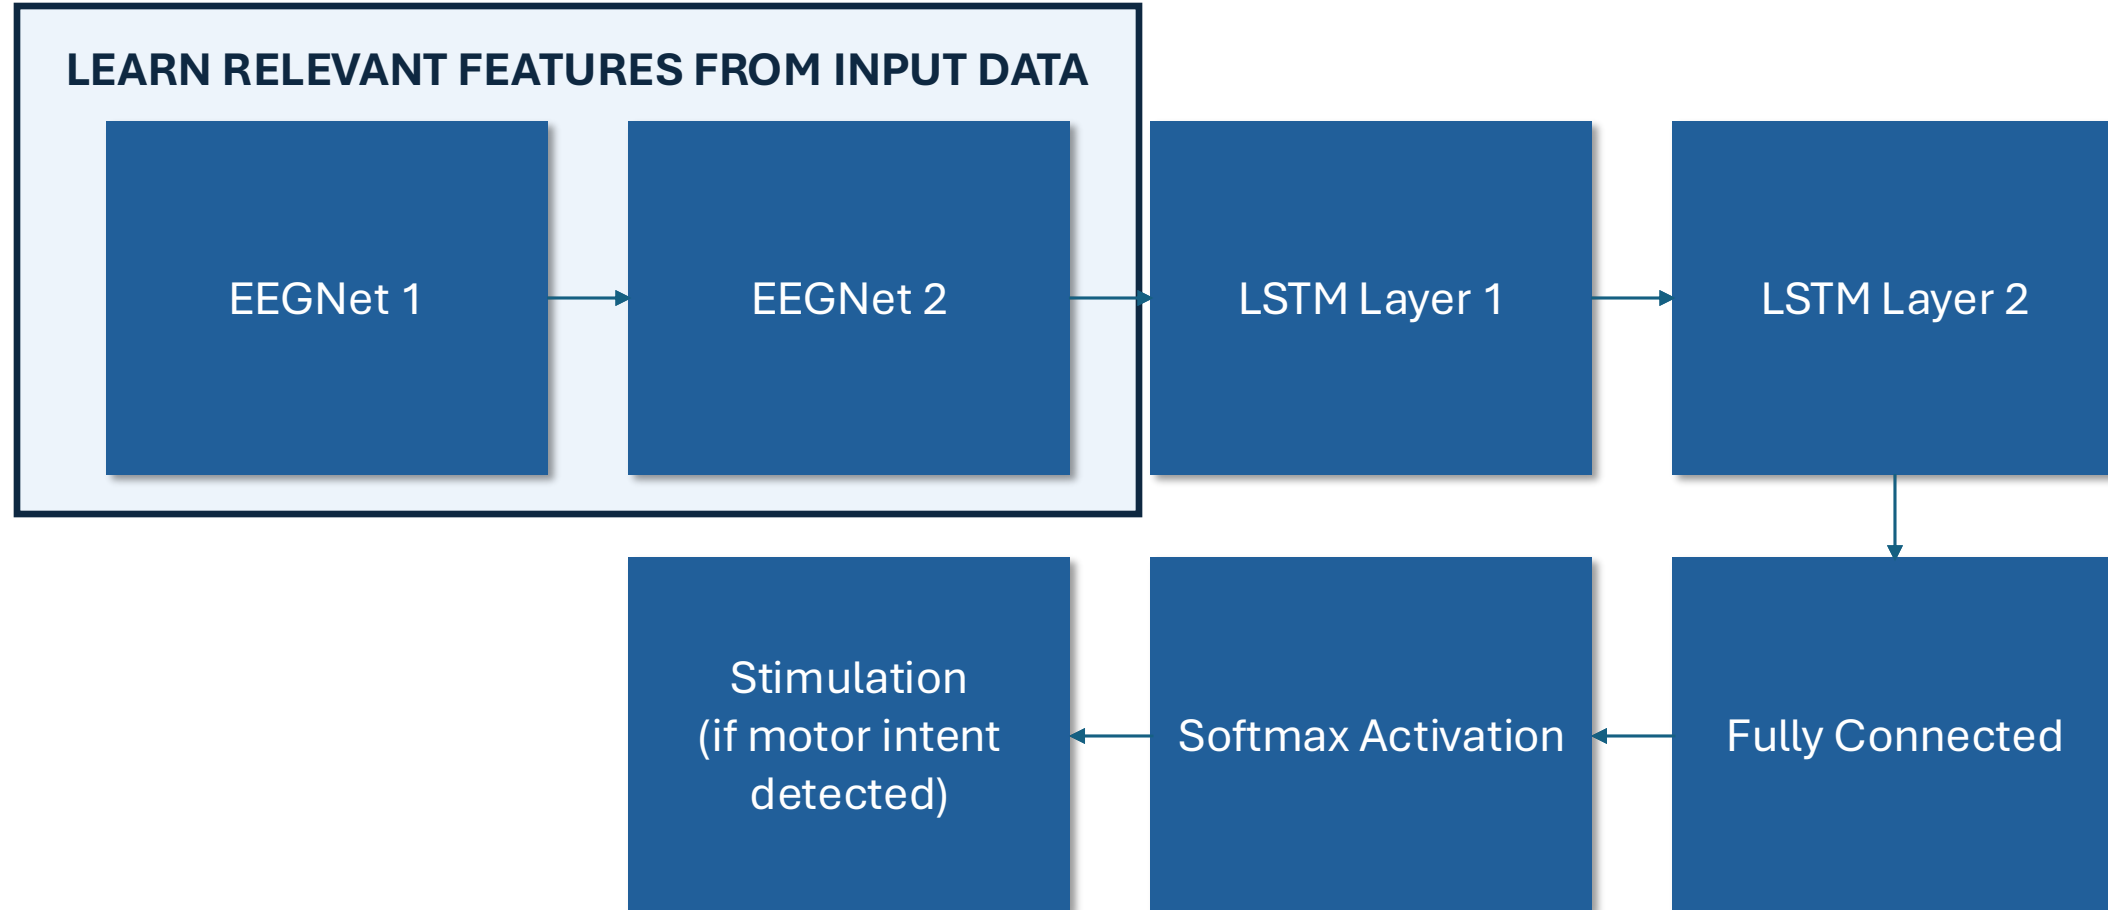 LEARN RELEVANT FEATURES FROM INPUT DATA
EEGNet 1
EEGNet 2
LSTM Layer 1
LSTM Layer 2
Stimulation
(if motor intent
detected)
Softmax Activation
Fully Connected